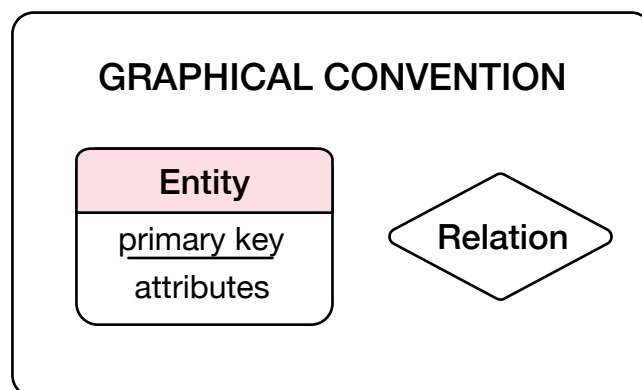 GRAPHICAL CONVENTION
Entity
primary key
attributes
Relation